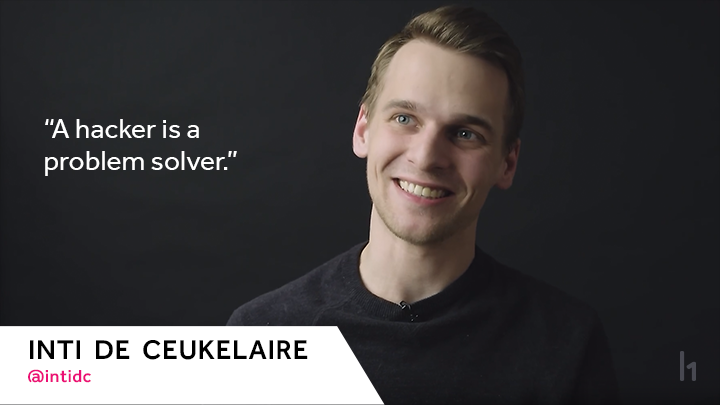 “A hacker is a
problem solver.”
INTI DE CEUKELAIRE
@intidc
h1